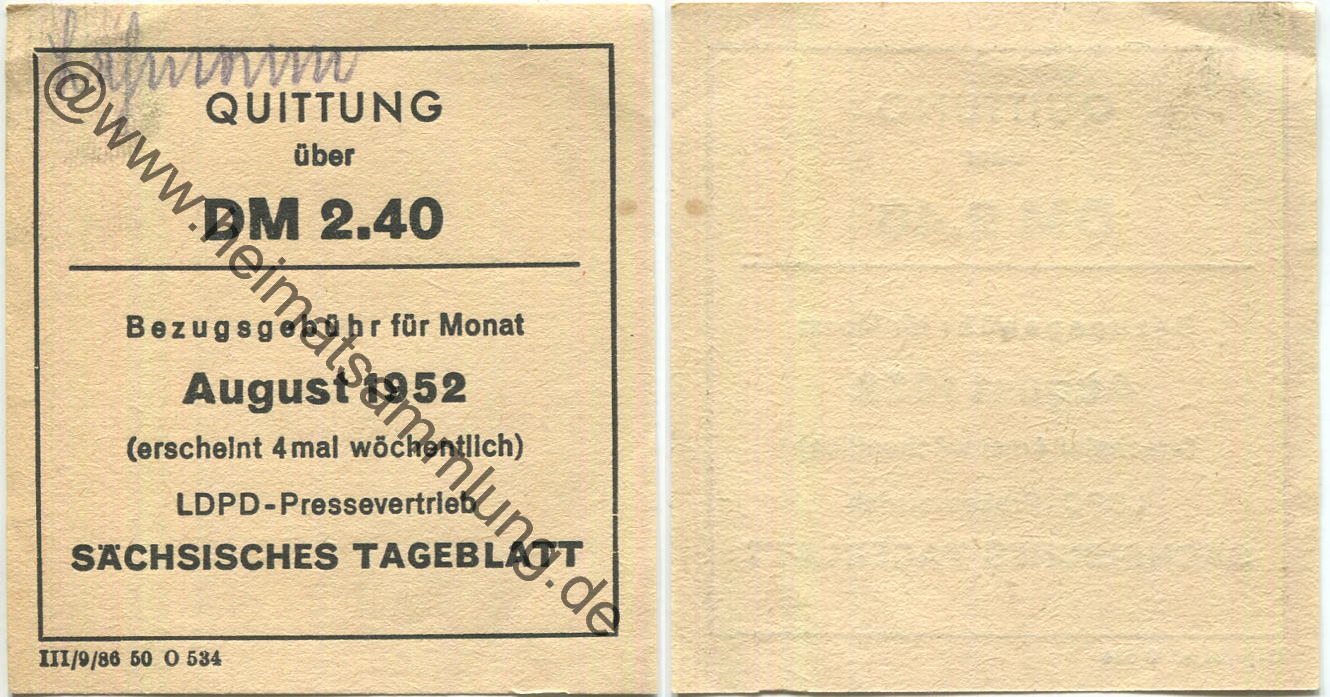 QUITTUNG
über
DM 2.40
Bezugsgebühr für Monat
August 1952
(erscheint 4mal wöchentlich)
LDPD-Pressevertrieb
SÄCHSISCHES TAGEBLATT
III/9/86 50 O 534
@www.heimatsammlung.de